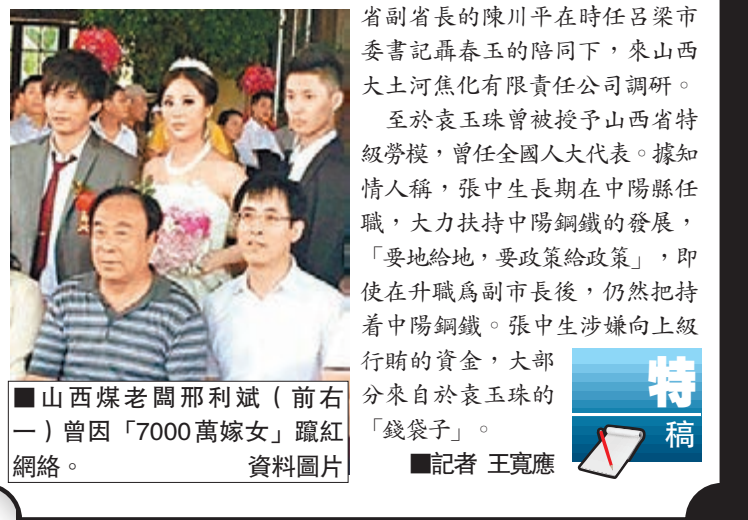 省副省長的陳川平在時任呂梁市
委書記聶春玉的陪同下，來山西
大土河焦化有限責任公司調研。
至於袁玉珠曾被授予山西省特
級勞模，曾任全國人大代表。據知
情人稱，張中生長期在中陽縣任
職，大力扶持中陽鋼鐵的發展，
「要地給地，要政策給政策」，即
使在升職爲副市長後，仍然把持
着中陽鋼鐵。張中生涉嫌向上級
行賄的資金，大部
分來自於袁玉珠的
「錢袋子」。
■記者 王寬應
特
稿
■山西煤老闆邢利斌（前右
一）曾因「7000萬嫁女」躥紅
網絡。 資料圖片